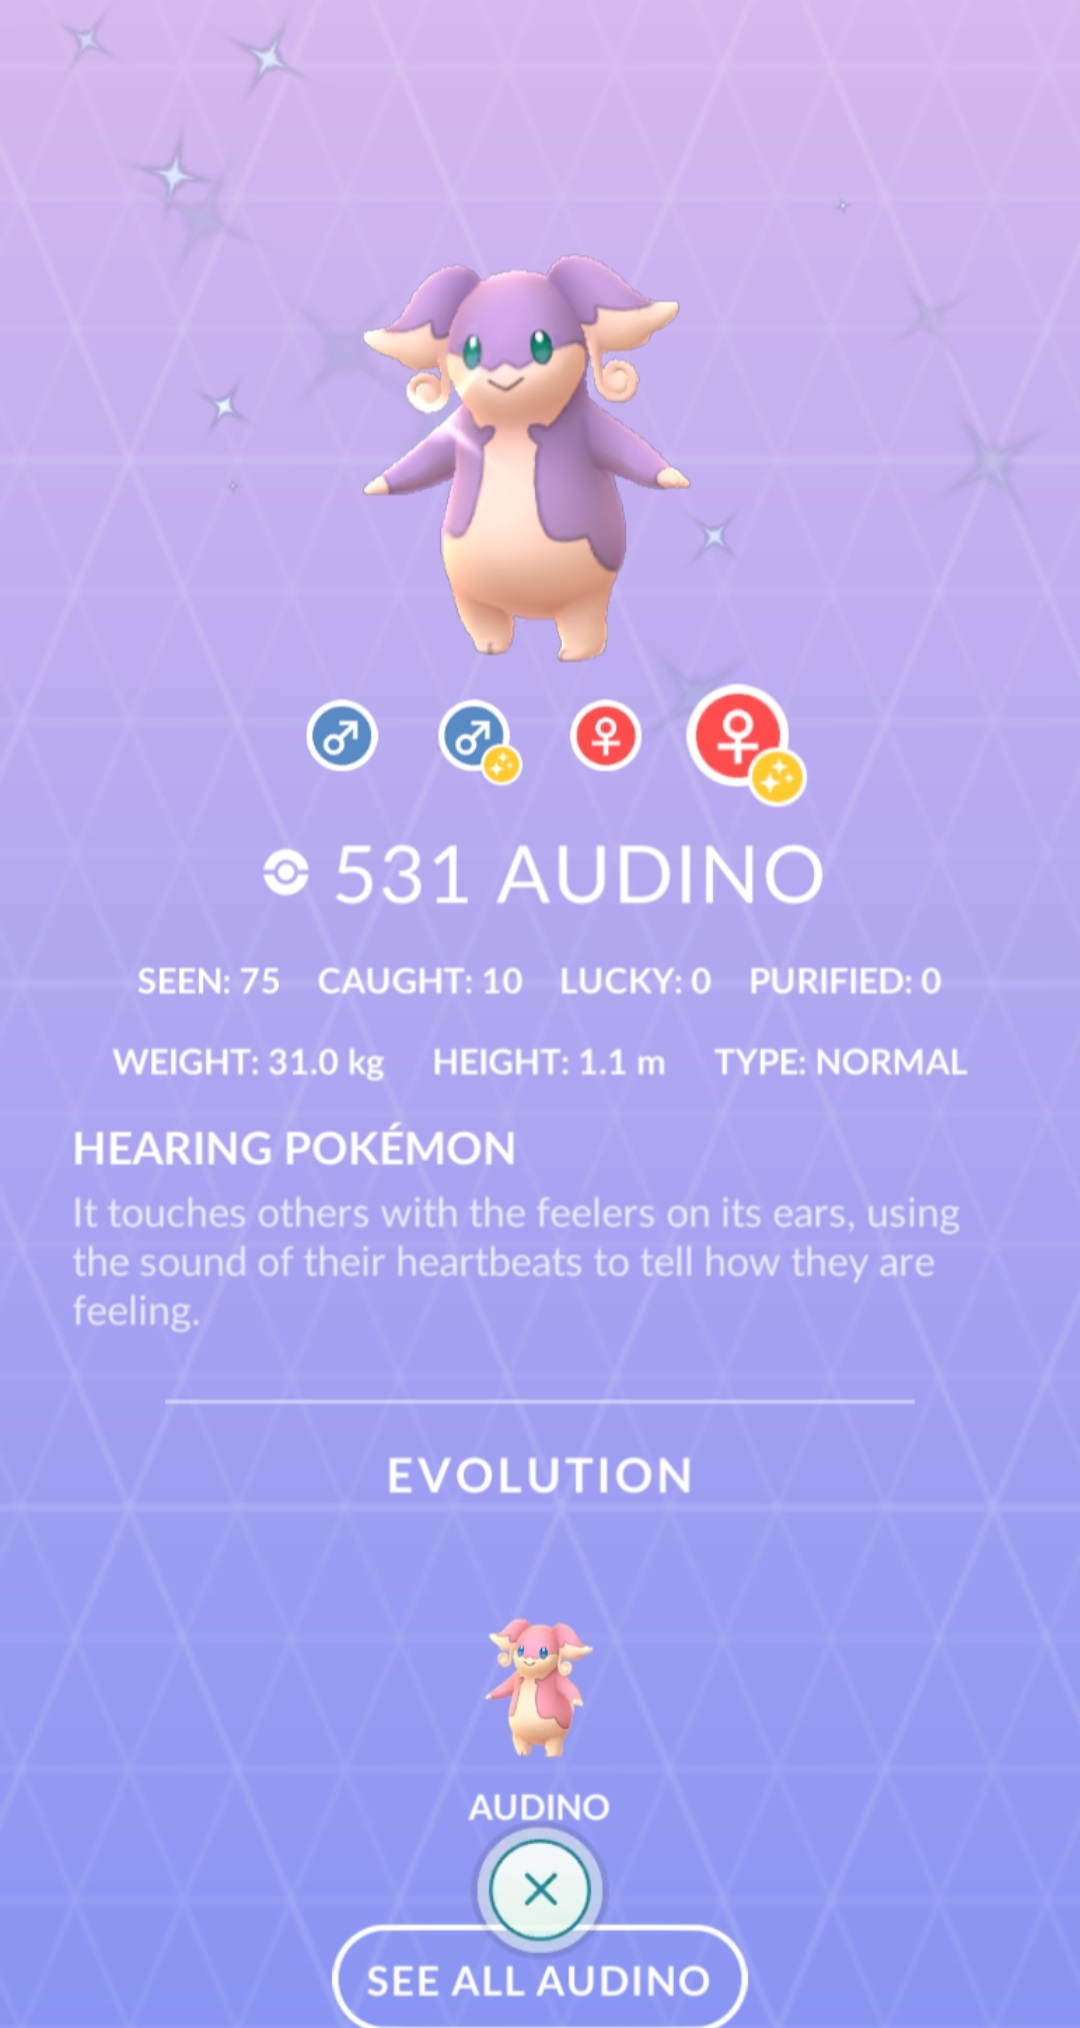 531 AUDINO
SEEN: 75 CAUGHT: 10 LUCKY: 0 PURIFIED: 0
WEIGHT: 31.0 kg HEIGHT: 1.1 m TYPE: NORMAL
HEARING POKÉMON
It touches others with the feelers on its ears, using
the sound of their heartbeats to tell how they are
feeling.
EVOLUTION
AUDINO
SEE ALL AUDINO